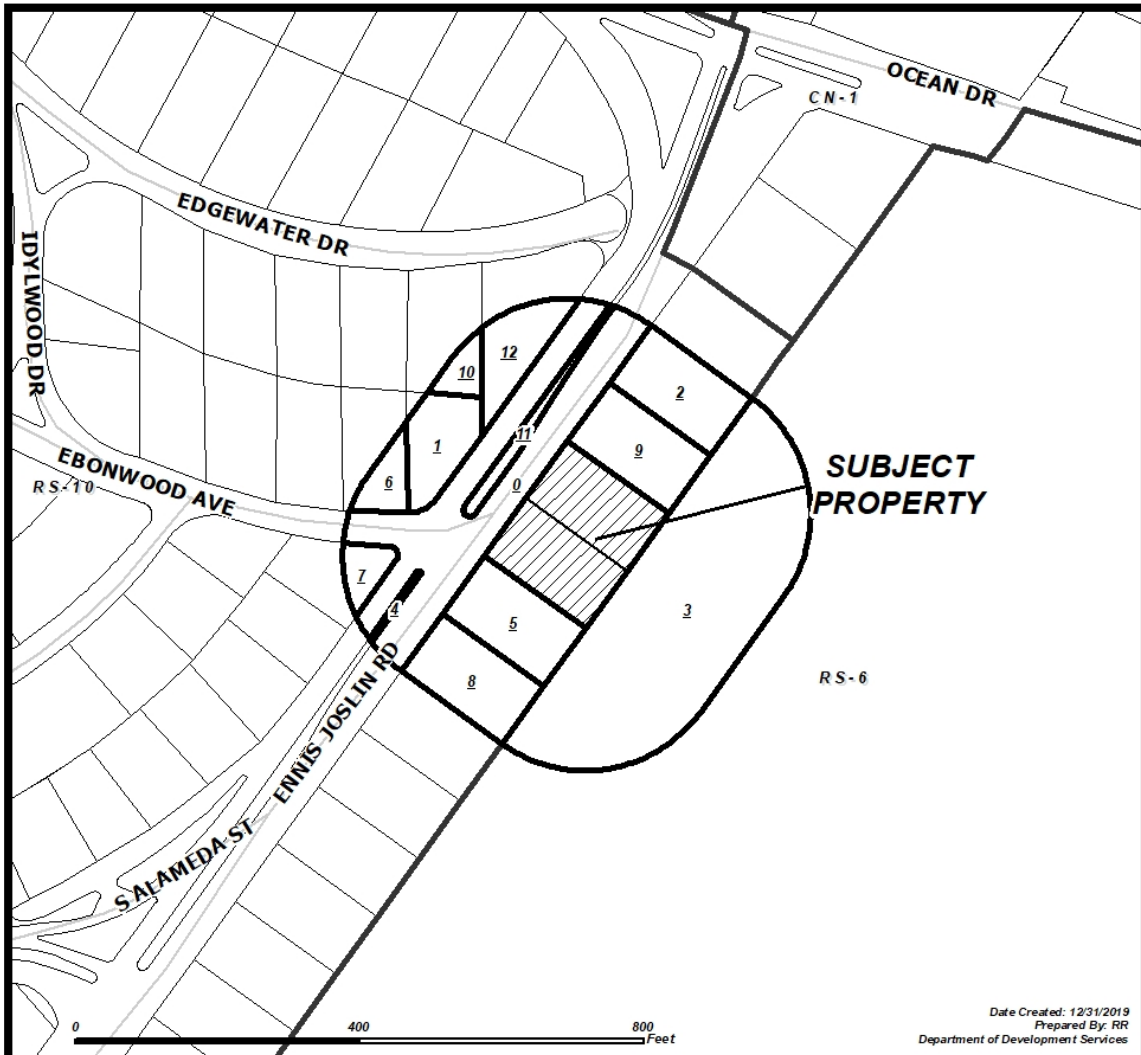 OCEAN DR
CN-1
EDGEWATER DR
IDYLWOOD DR
12
10
2
11
9
1
EBONWOOD AVE
RS-10
6
0
SUBJECT
PROPERTY
7
4
5
3
8
RS-6
ENNIS JOSLIN RD
S ALAMEDA ST
0 400 800
Feet
Date Created: 12/31/2019
Prepared By: RR
Department of Development Services